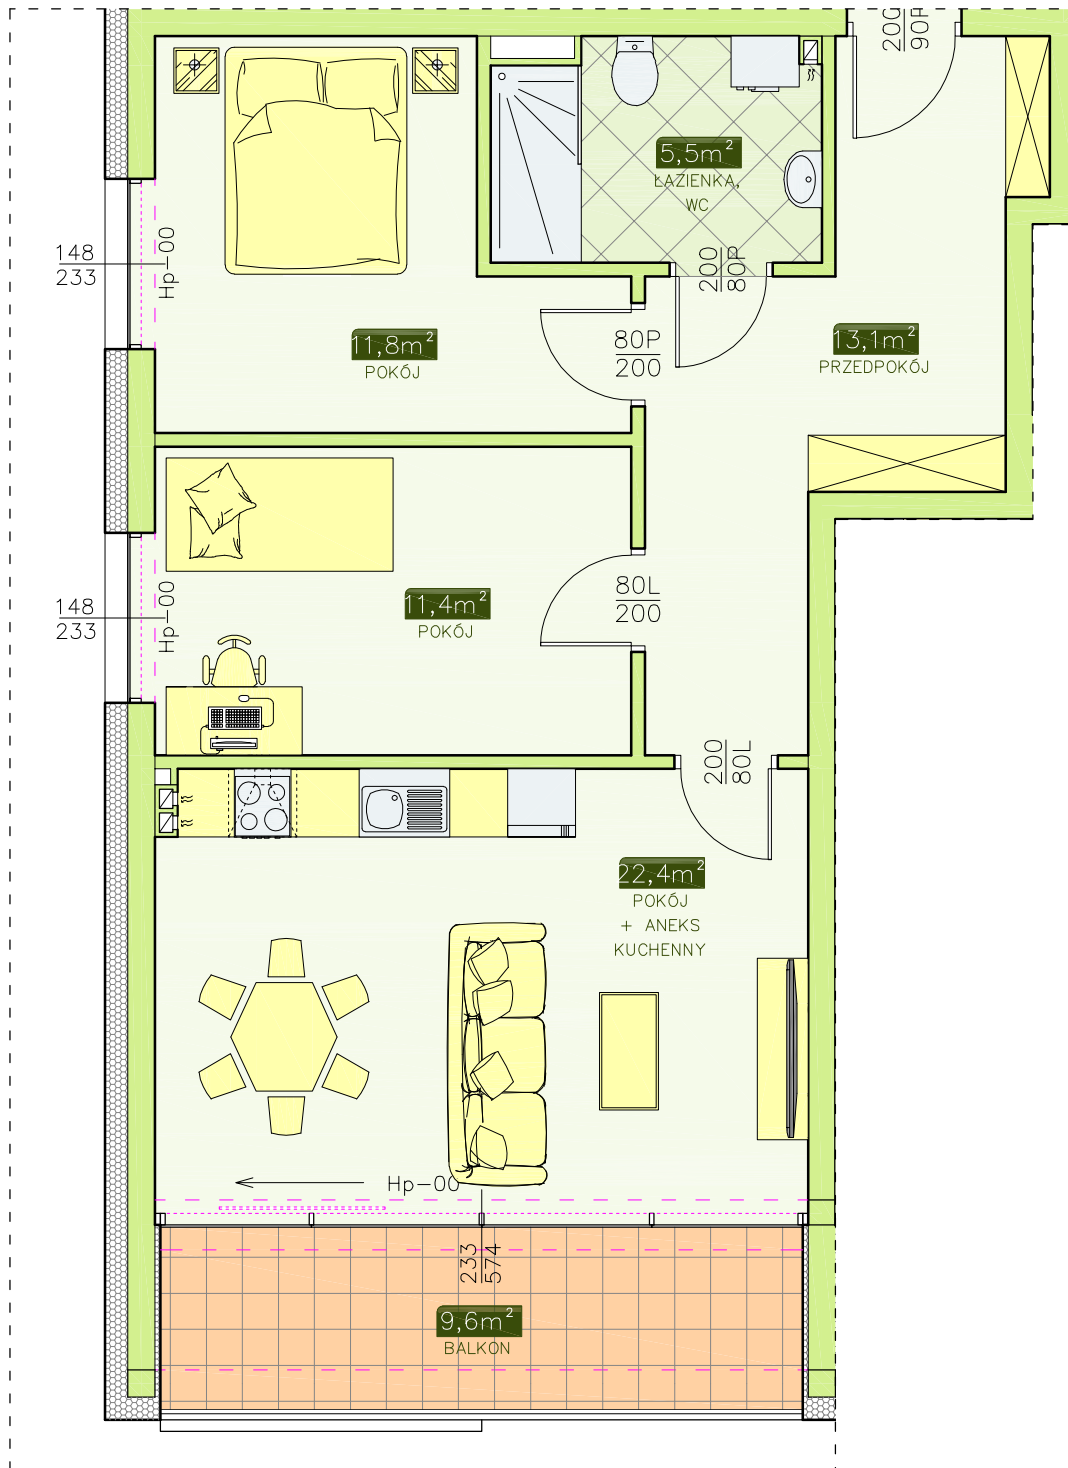 200
90P
5,5m²
ŁAZIENKA,
WC
200
80P
148
233
Hp-00
11,8m²
POKÓJ
80P
200
13,1m²
PRZEDPOKÓJ
148
233
Hp-00
11,4m²
POKÓJ
80L
200
200
80L
22,4m²
POKÓJ
+ ANEKS
KUCHENNY
Hp-00
233
574
9,6m²
BALKON